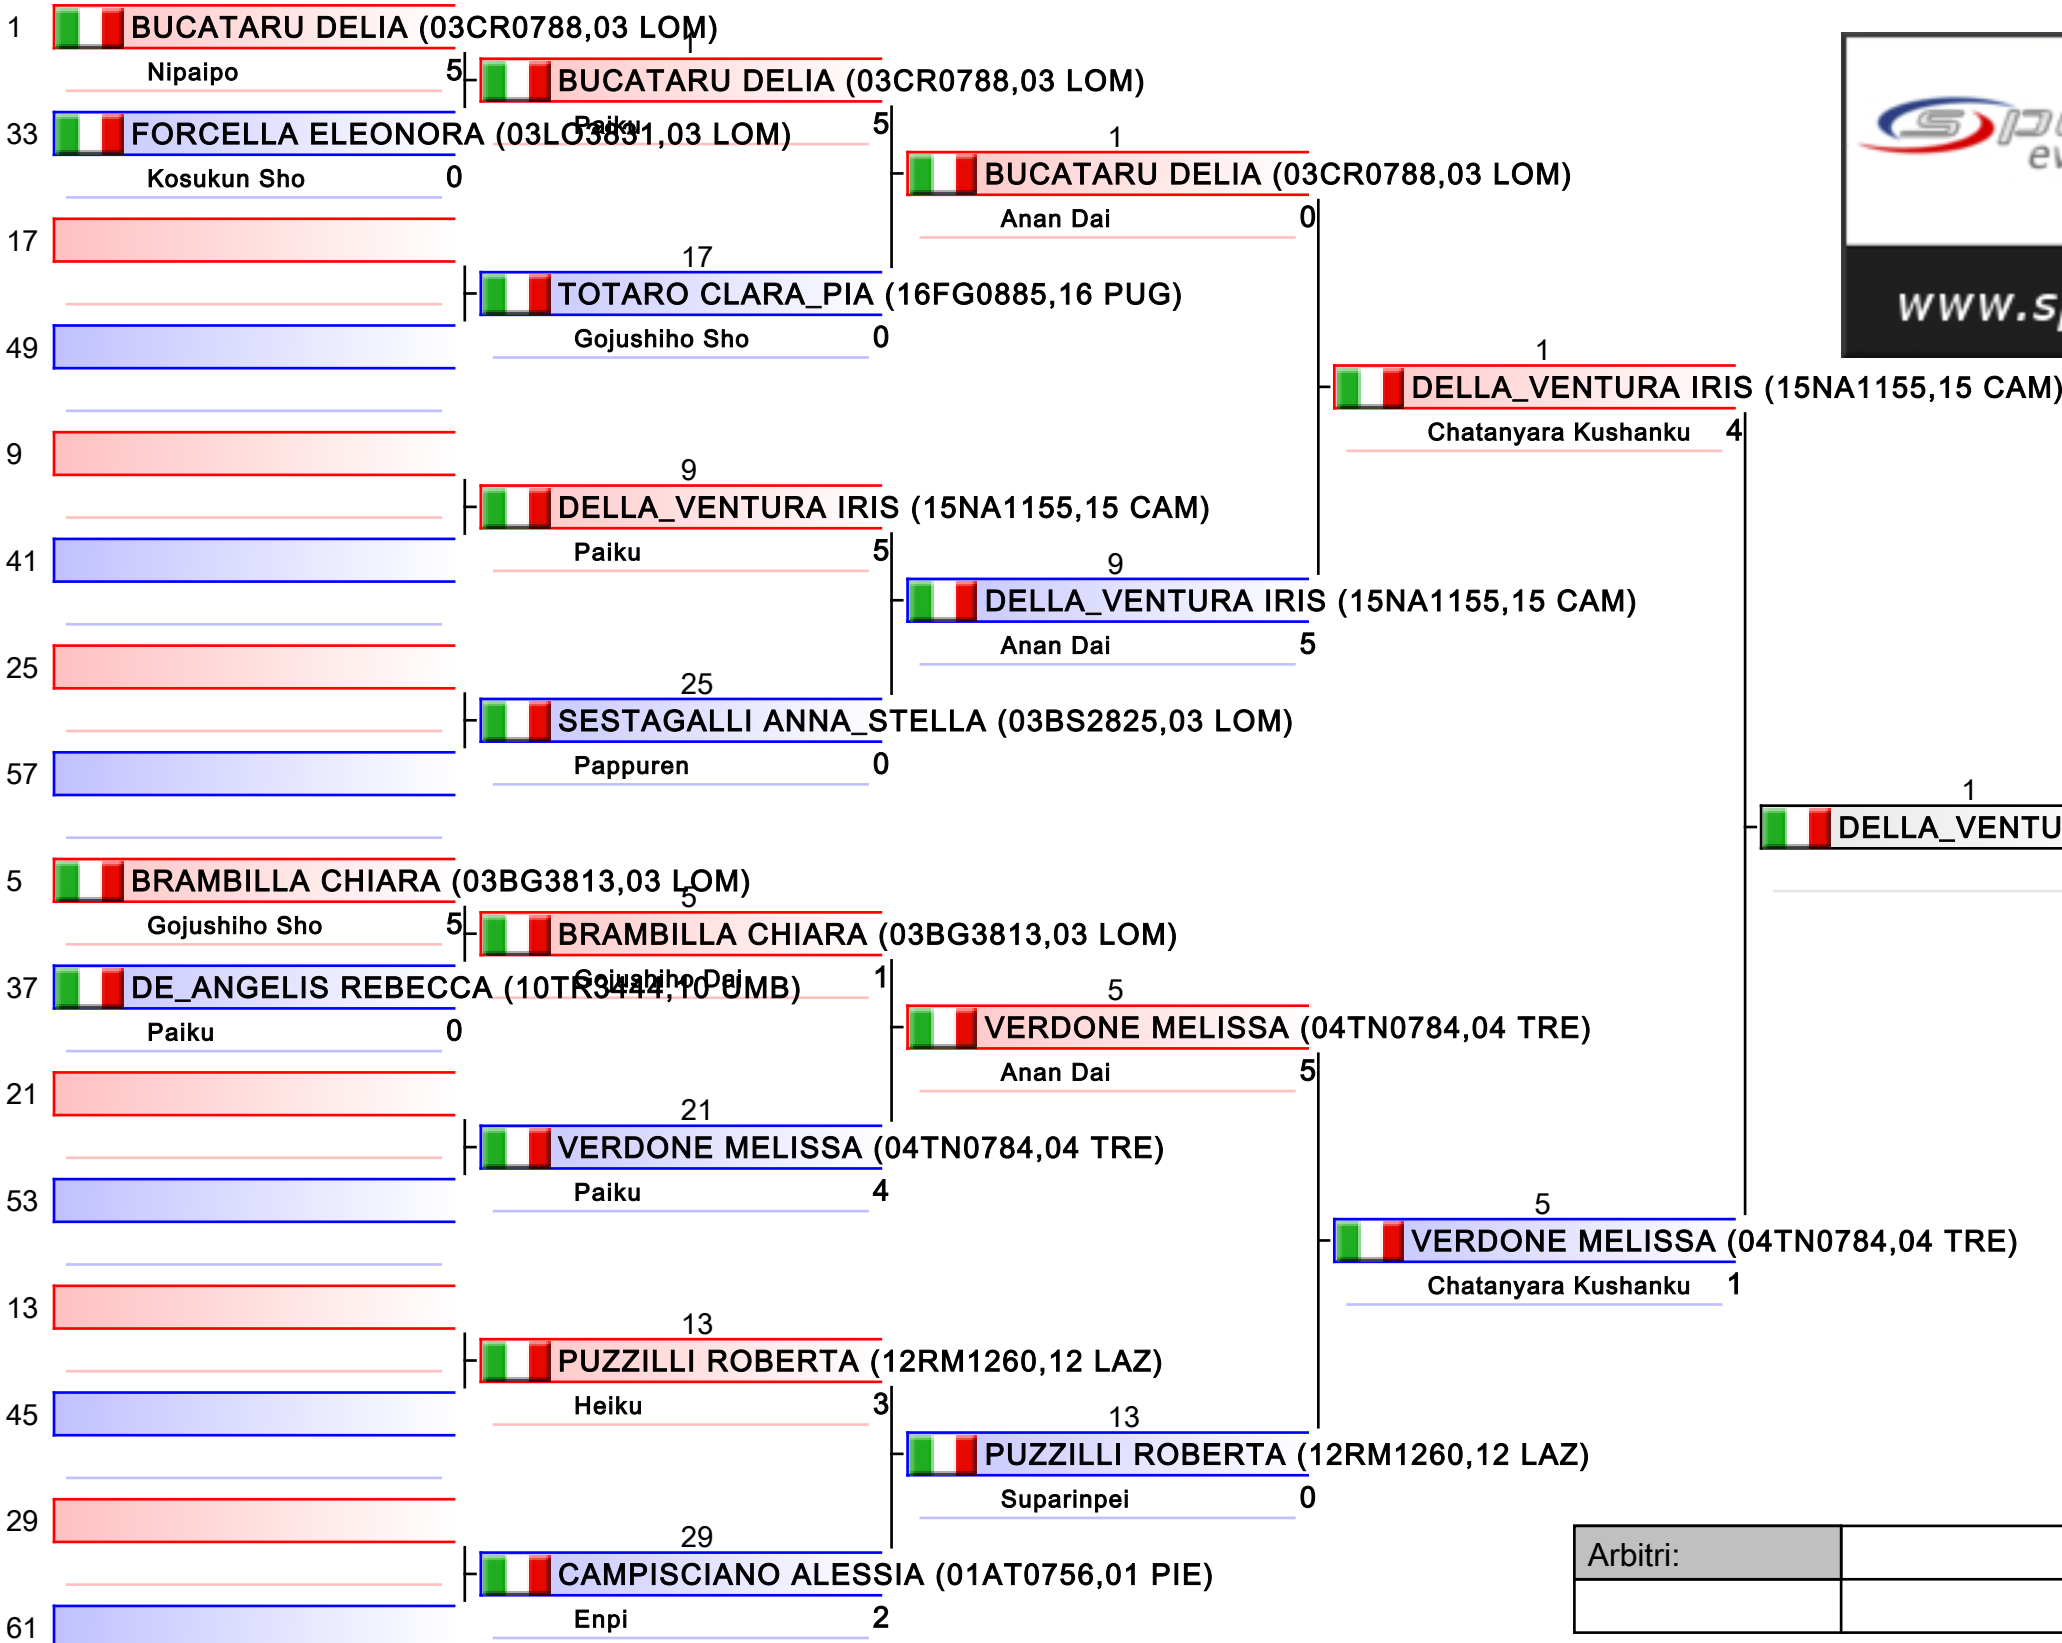 1
BUCATARU DELIA (03CR0788,03 LOM)
Nipaipo 5
33
FORCELLA ELEONORA (03LO3831,03 LOM)
Kosukun Sho 0
17
49
9
41
25
57
5
BRAMBILLA CHIARA (03BG3813,03 LOM)
Gojushiho Sho 5
37
DE_ANGELIS REBECCA (10TR3444,10 UMB)
Paiku 0
21
53
13
45
29
61
1
BUCATARU DELIA (03CR0788,03 LOM)
Paiku 5
17
TOTARO CLARA_PIA (16FG0885,16 PUG)
Gojushiho Sho 0
9
DELLA_VENTURA IRIS (15NA1155,15 CAM)
Paiku 5
25
SESTAGALLI ANNA_STELLA (03BS2825,03 LOM)
Pappuren 0
5
BRAMBILLA CHIARA (03BG3813,03 LOM)
Gojushiho Dai 1
21
VERDONE MELISSA (04TN0784,04 TRE)
Paiku 4
13
PUZZILLI ROBERTA (12RM1260,12 LAZ)
Heiku 3
29
CAMPISCIANO ALESSIA (01AT0756,01 PIE)
Enpi 2
1
BUCATARU DELIA (03CR0788,03 LOM)
Anan Dai 0
9
DELLA_VENTURA IRIS (15NA1155,15 CAM)
Anan Dai 5
5
VERDONE MELISSA (04TN0784,04 TRE)
Anan Dai 5
13
PUZZILLI ROBERTA (12RM1260,12 LAZ)
Suparinpei 0
1
DELLA_VENTURA IRIS (15NA1155,15 CAM)
Chatanyara Kushanku 4
5
VERDONE MELISSA (04TN0784,04 TRE)
Chatanyara Kushanku 1
1
DELLA_VENTU
www.s
Arbitri: